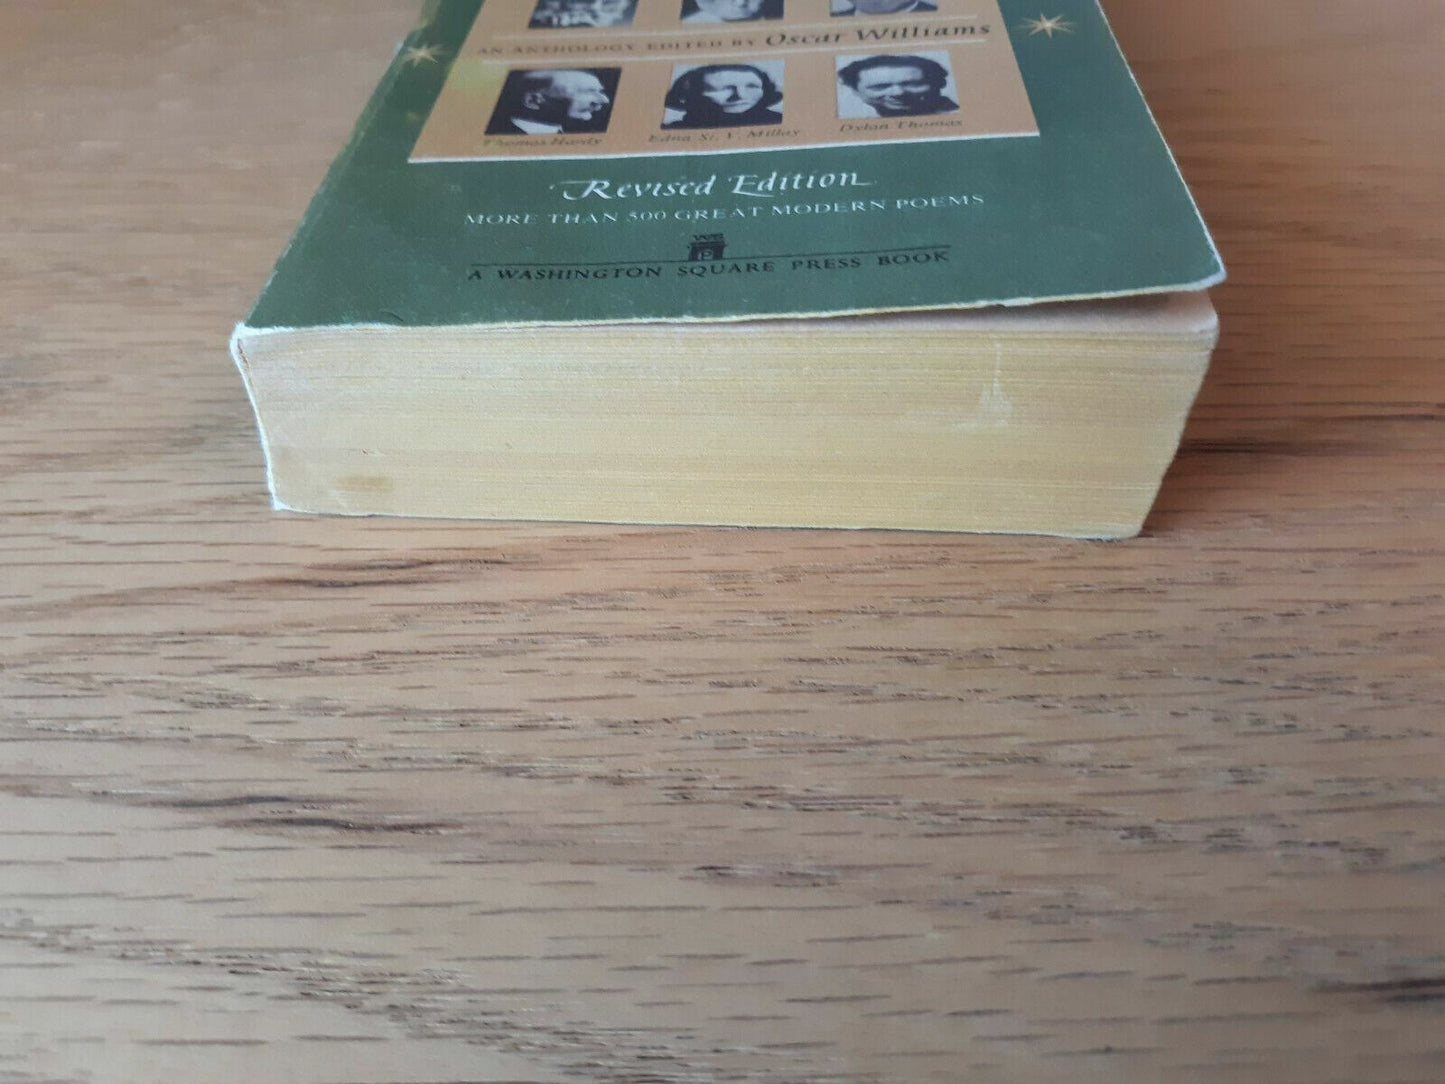 AN ANTHOLOGY EDITED BY Oscar Williams
Thomas Hardy Edna St. V. Millay Dylan Thomas
Revised Edition
MORE THAN 500 GREAT MODERN POEMS
A WASHINGTON SQUARE PRESS BOOK